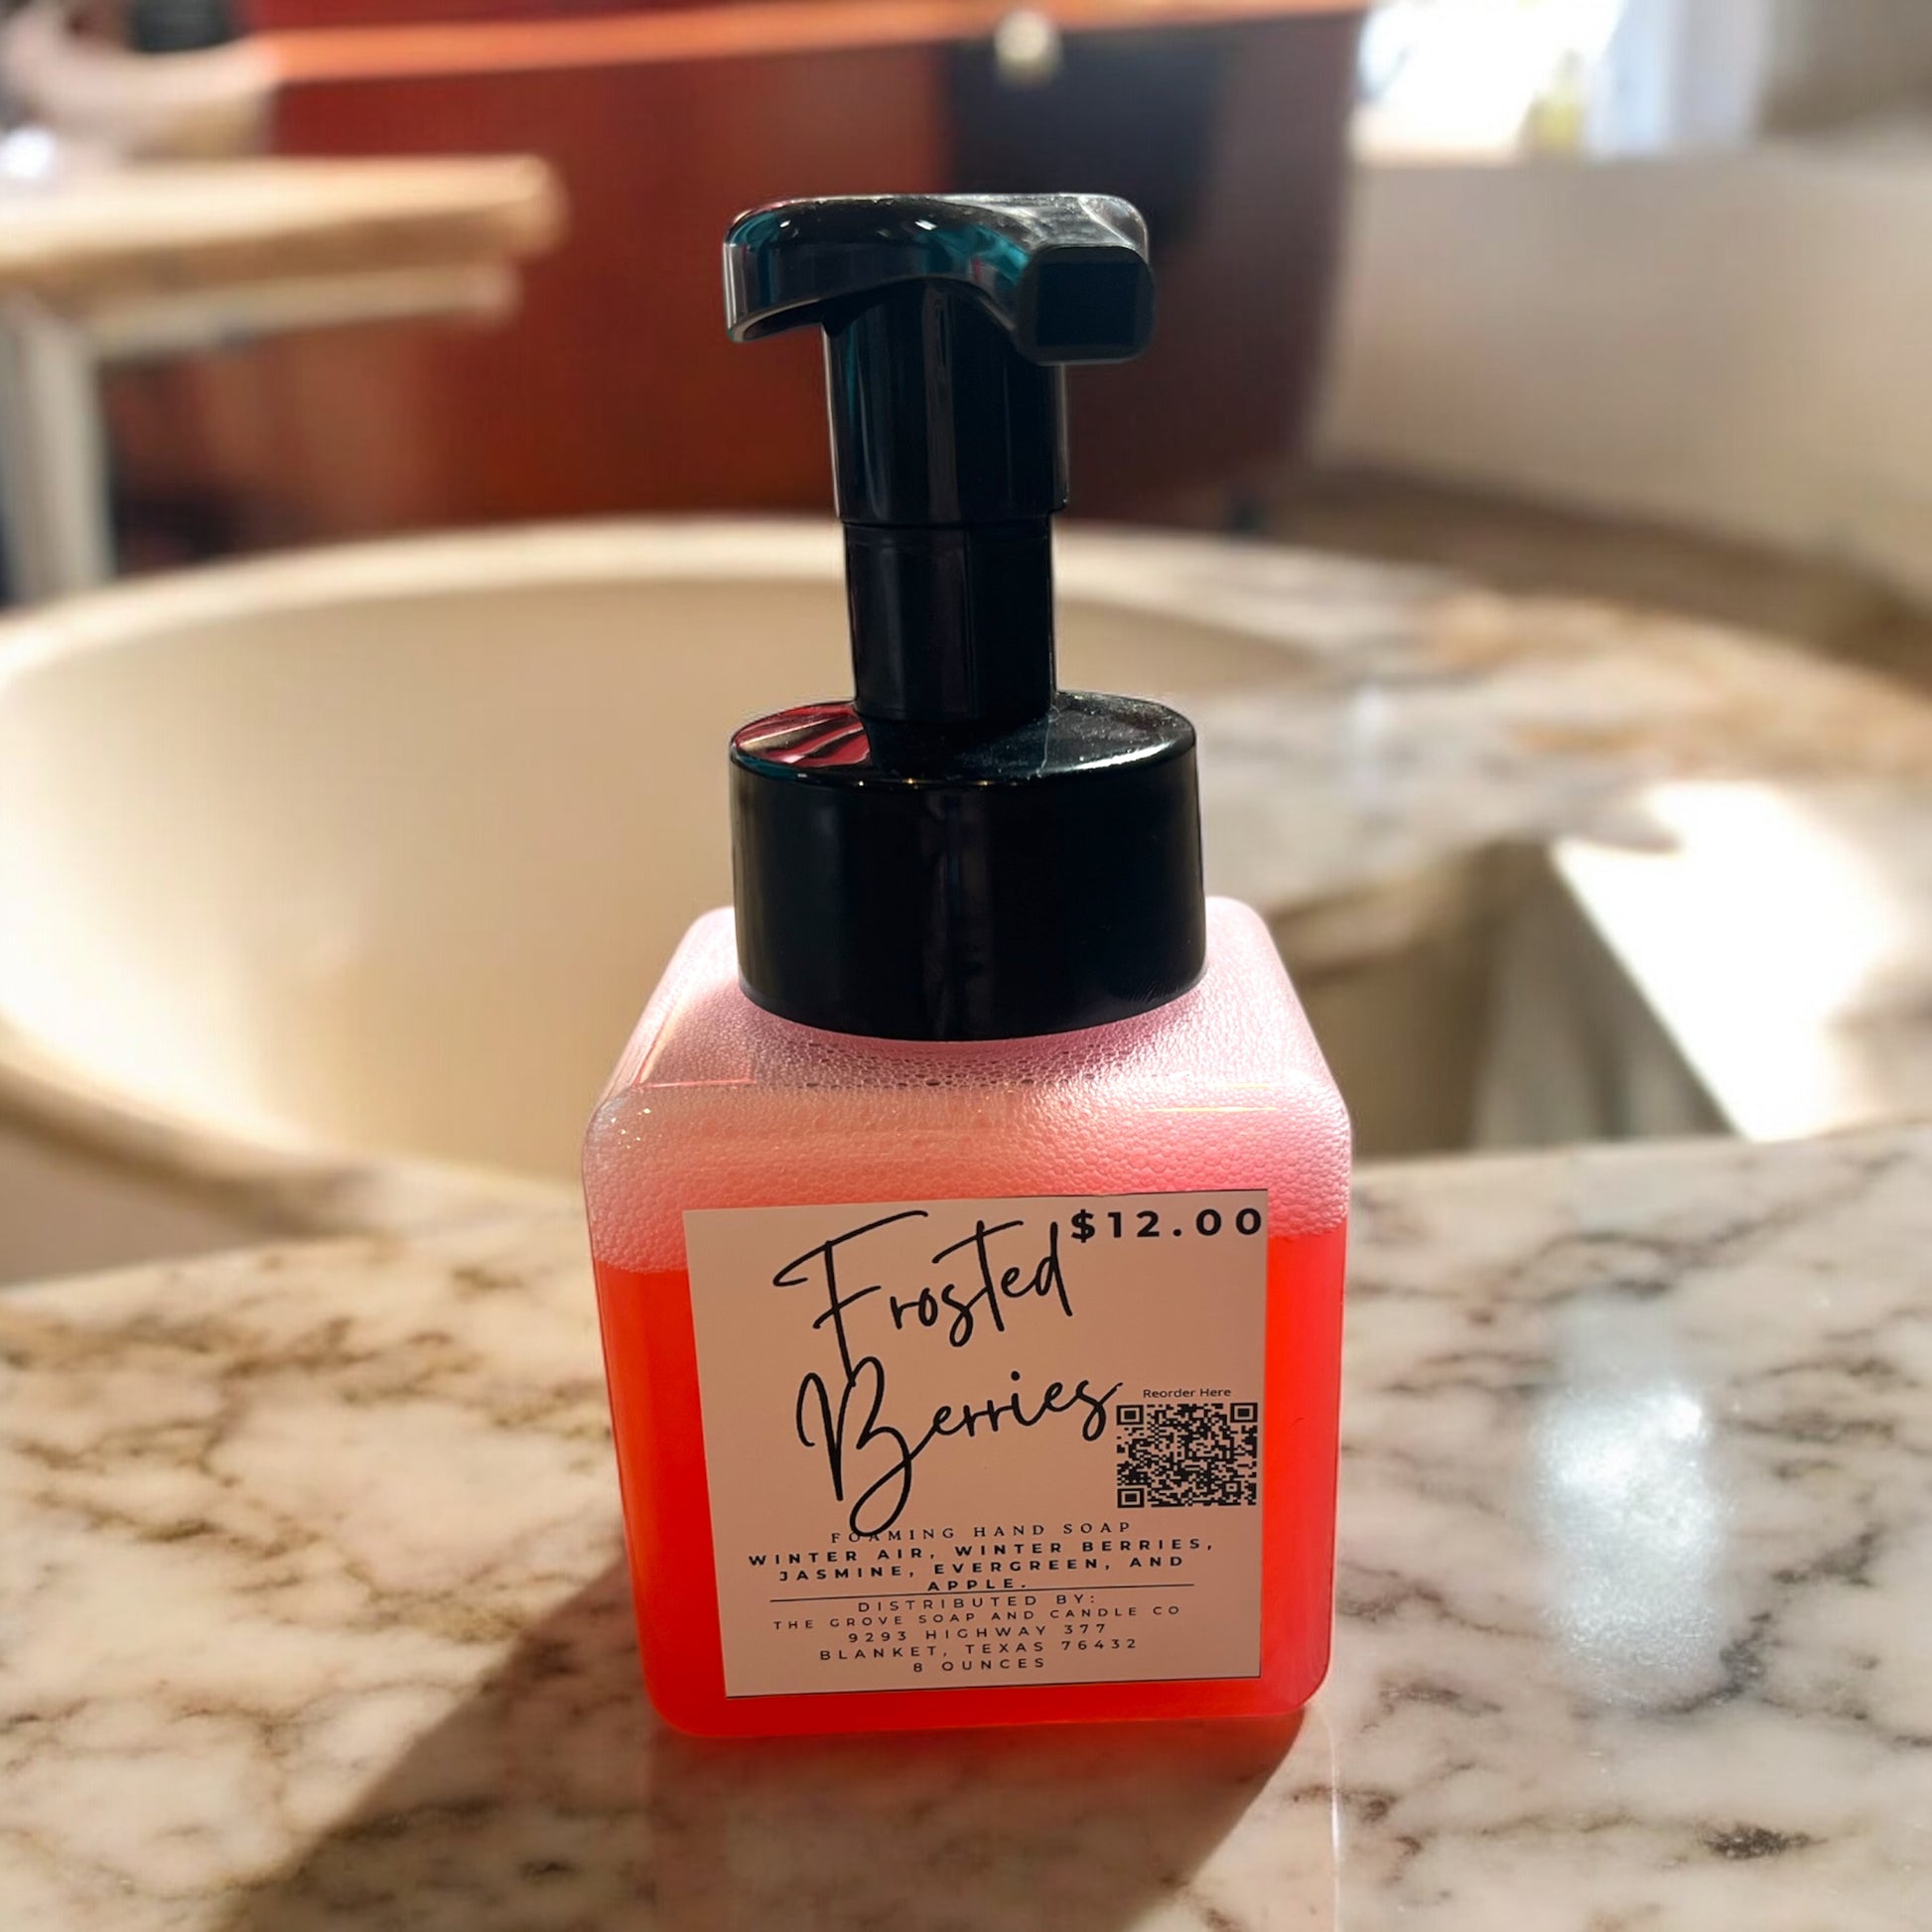 $12.00
Frosted
Berries
Reorder Here
FOAMING HAND SOAP
WINTER AIR, WINTER BERRIES,
JASMINE, EVERGREEN, AND
APPLE.
DISTRIBUTED BY:
THE GROVE SOAP AND CANDLE CO
9293 HIGHWAY 377
BLANKET, TEXAS 76432
8 OUNCES